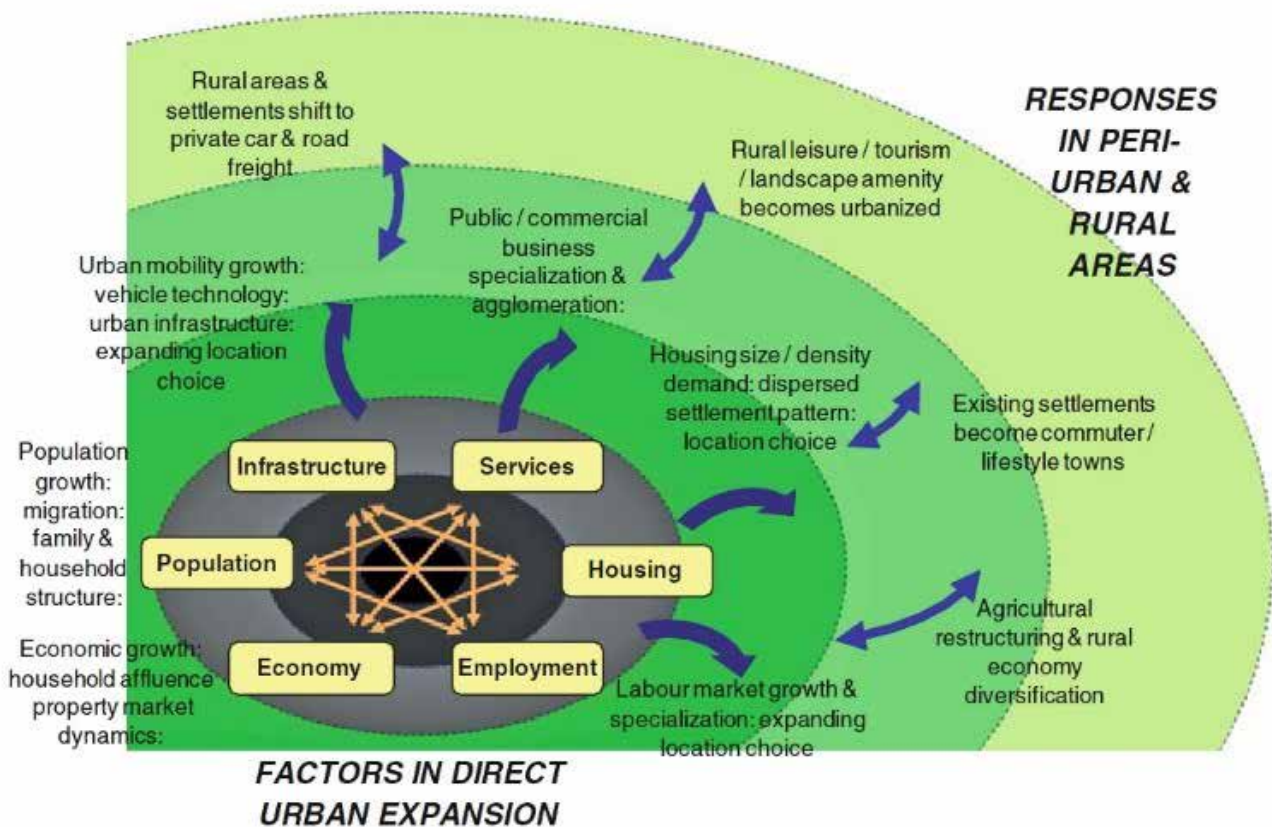 Rural areas &
settlements shift to
private car & road
freight
RESPONSES
IN PERI-
URBAN &
RURAL
AREAS
Rural leisure / tourism
/ landscape amenity
becomes urbanized
Public / commercial
business
specialization &
agglomeration:
Urban mobility growth:
vehicle technology:
urban infrastructure:
expanding location
choice
Housing size / density
demand: dispersed
settlement pattern:
location choice
Existing settlements
become commuter /
lifestyle towns
Population
growth:
migration:
family &
household
structure:
Infrastructure
Services
Population
Housing
Economy
Employment
Economic growth:
household affluence
property market
dynamics:
Agricultural
restructuring & rural
economy
diversification
Labour market growth &
specialization: expanding
location choice
FACTORS IN DIRECT
URBAN EXPANSION